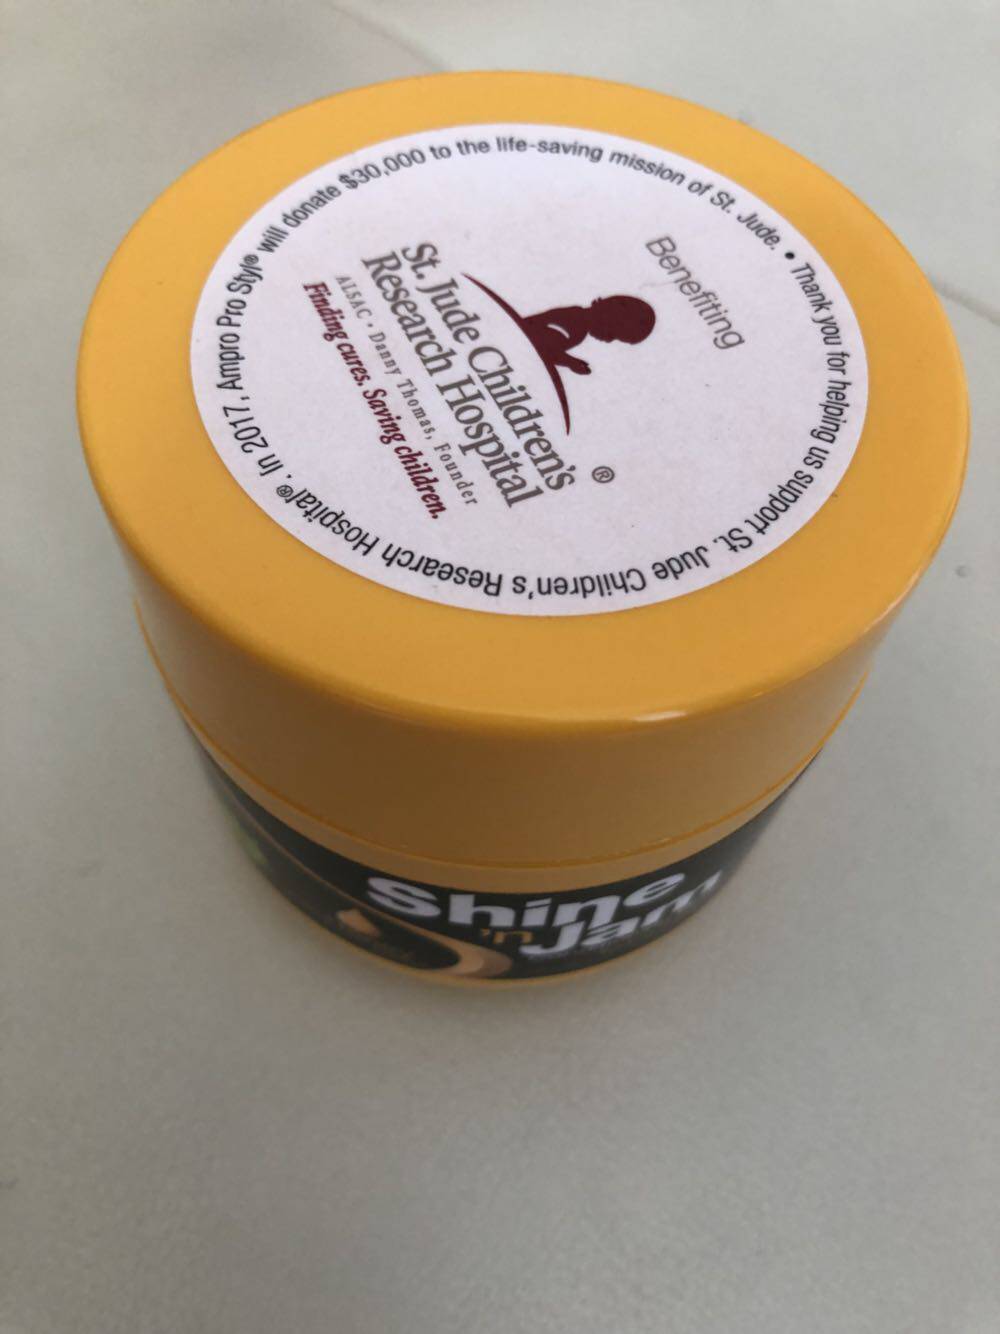 Thank you for helping us support St. Jude Children's Research Hospital®. In 2017, Ampro Pro Styl® will donate $30,000 to the life-saving mission of St. Jude. •
Benefiting
St. Jude Children's
Research Hospital
®
ALSAC • Danny Thomas, Founder
Finding cures. Saving children.
Shine
'n Jam